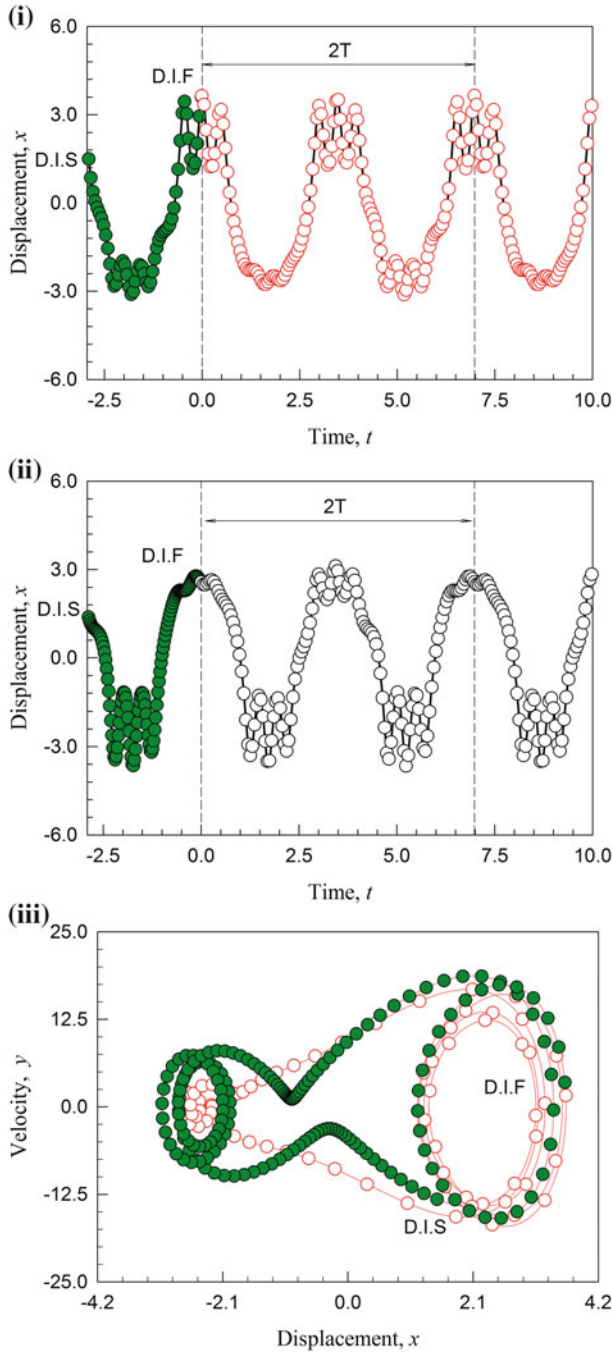 (i)
6.0
3.0
0.0
-3.0
-6.0
Displacement, x
D.I.F
D.I.S
2T
-2.5 0.0 2.5 5.0 7.5 10.0
Time, t
(ii)
6.0
3.0
0.0
-3.0
-6.0
Displacement, x
D.I.F
D.I.S
2T
-2.5 0.0 2.5 5.0 7.5 10.0
Time, t
(iii)
25.0
12.5
0.0
-12.5
-25.0
Velocity, y
D.I.F
D.I.S
-4.2 -2.1 0.0 2.1 4.2
Displacement, x